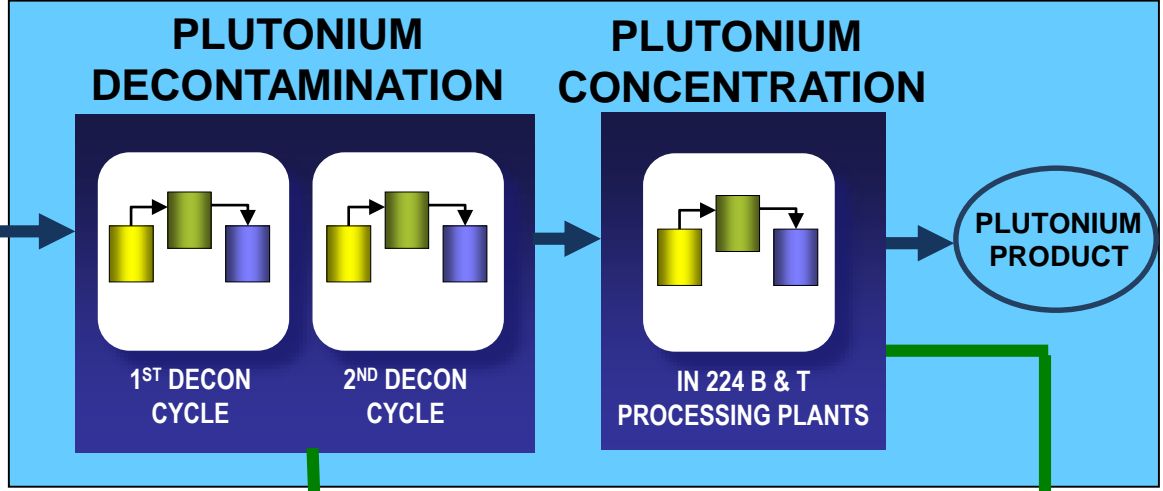 PLUTONIUM
DECONTAMINATION
PLUTONIUM
CONCENTRATION
1ST DECON
CYCLE
2ND DECON
CYCLE
IN 224 B & T
PROCESSING PLANTS
PLUTONIUM
PRODUCT